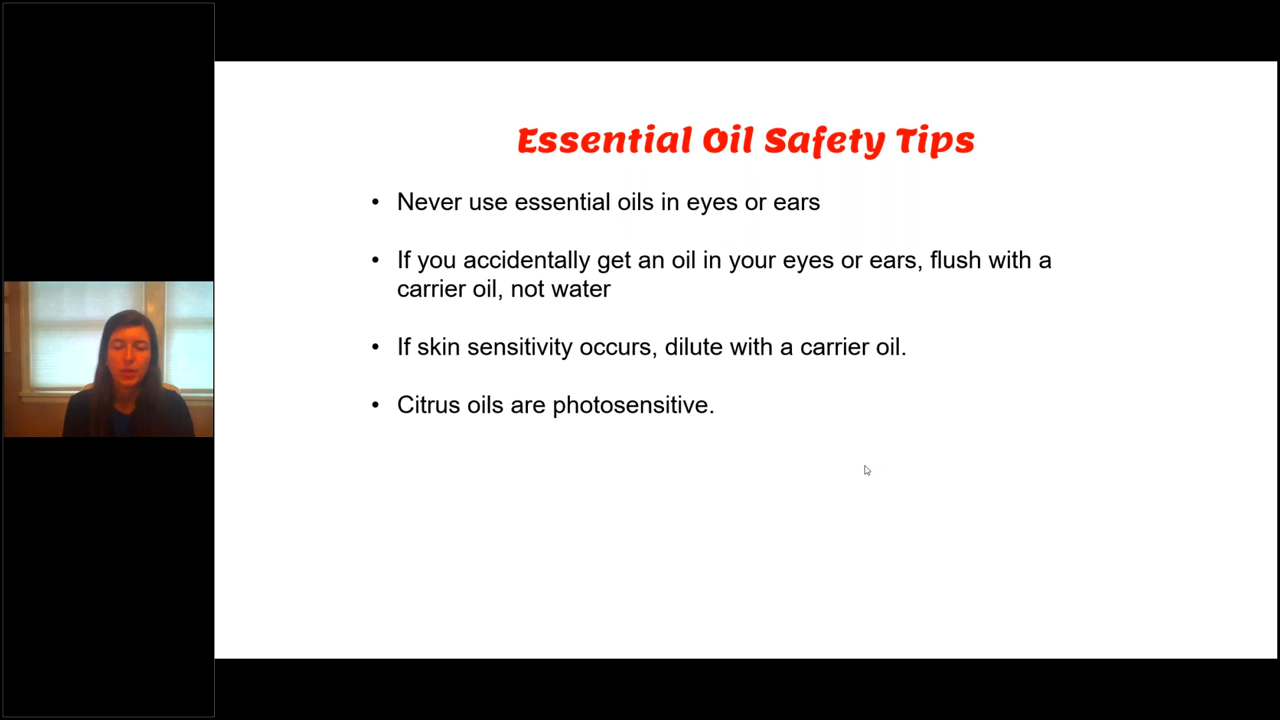 Essential Oil Safety Tips
• Never use essential oils in eyes or ears
• If you accidentally get an oil in your eyes or ears, flush with a
carrier oil, not water
• If skin sensitivity occurs, dilute with a carrier oil.
• Citrus oils are photosensitive.